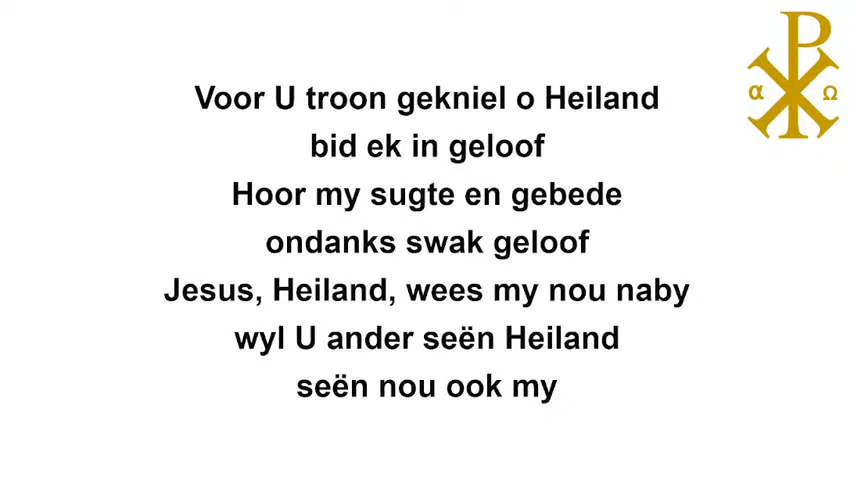 Voor U troon gekniel o Heiland
bid ek in geloof
Hoor my sugte en gebede
ondanks swak geloof
Jesus, Heiland, wees my nou naby
wyl U ander seën Heiland
seën nou ook my
α Ω